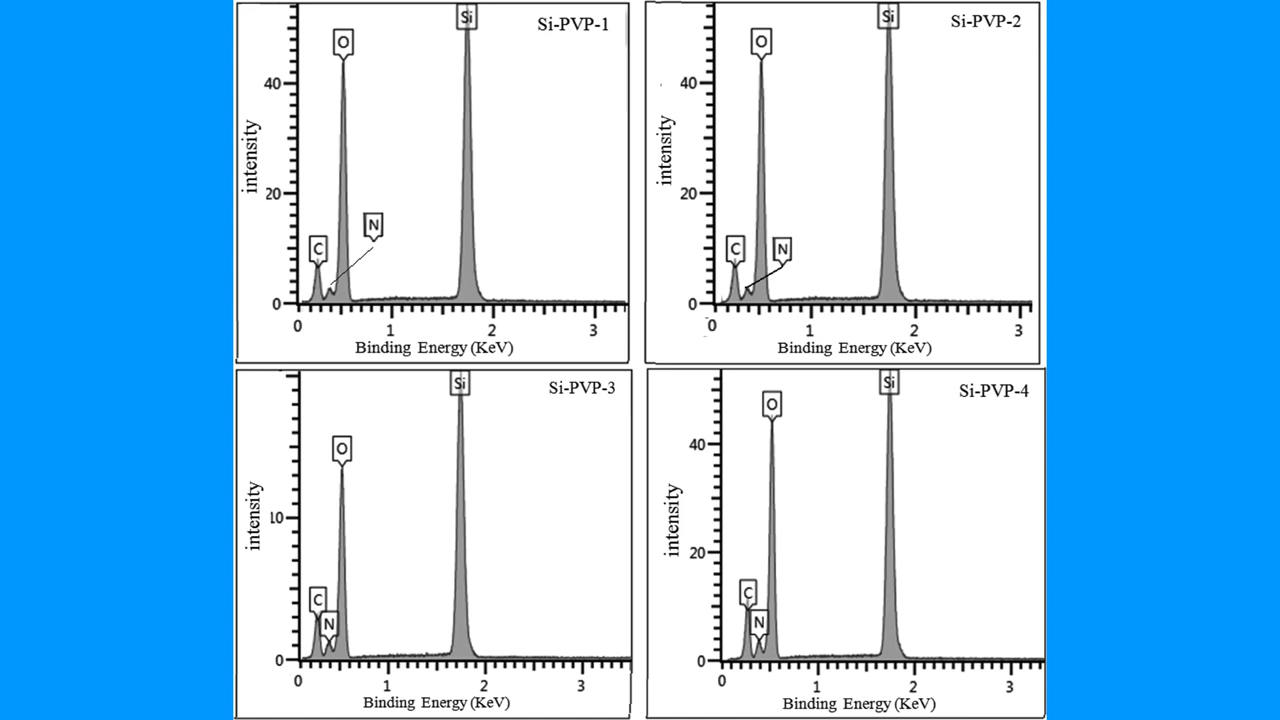 Si-PVP-1
Si
O
40
intensity
20
N
C
0
0 1 2 3
Binding Energy (KeV)
Si-PVP-2
Si
O
40
intensity
20
C N
0
0 1 2 3
Binding Energy (KeV)
Si-PVP-3
Si
O
10
intensity
C
N
0
0 1 2 3
Binding Energy (KeV)
Si-PVP-4
Si
O
40
intensity
20
C
N
0
0 1 2 3
Binding Energy (KeV)